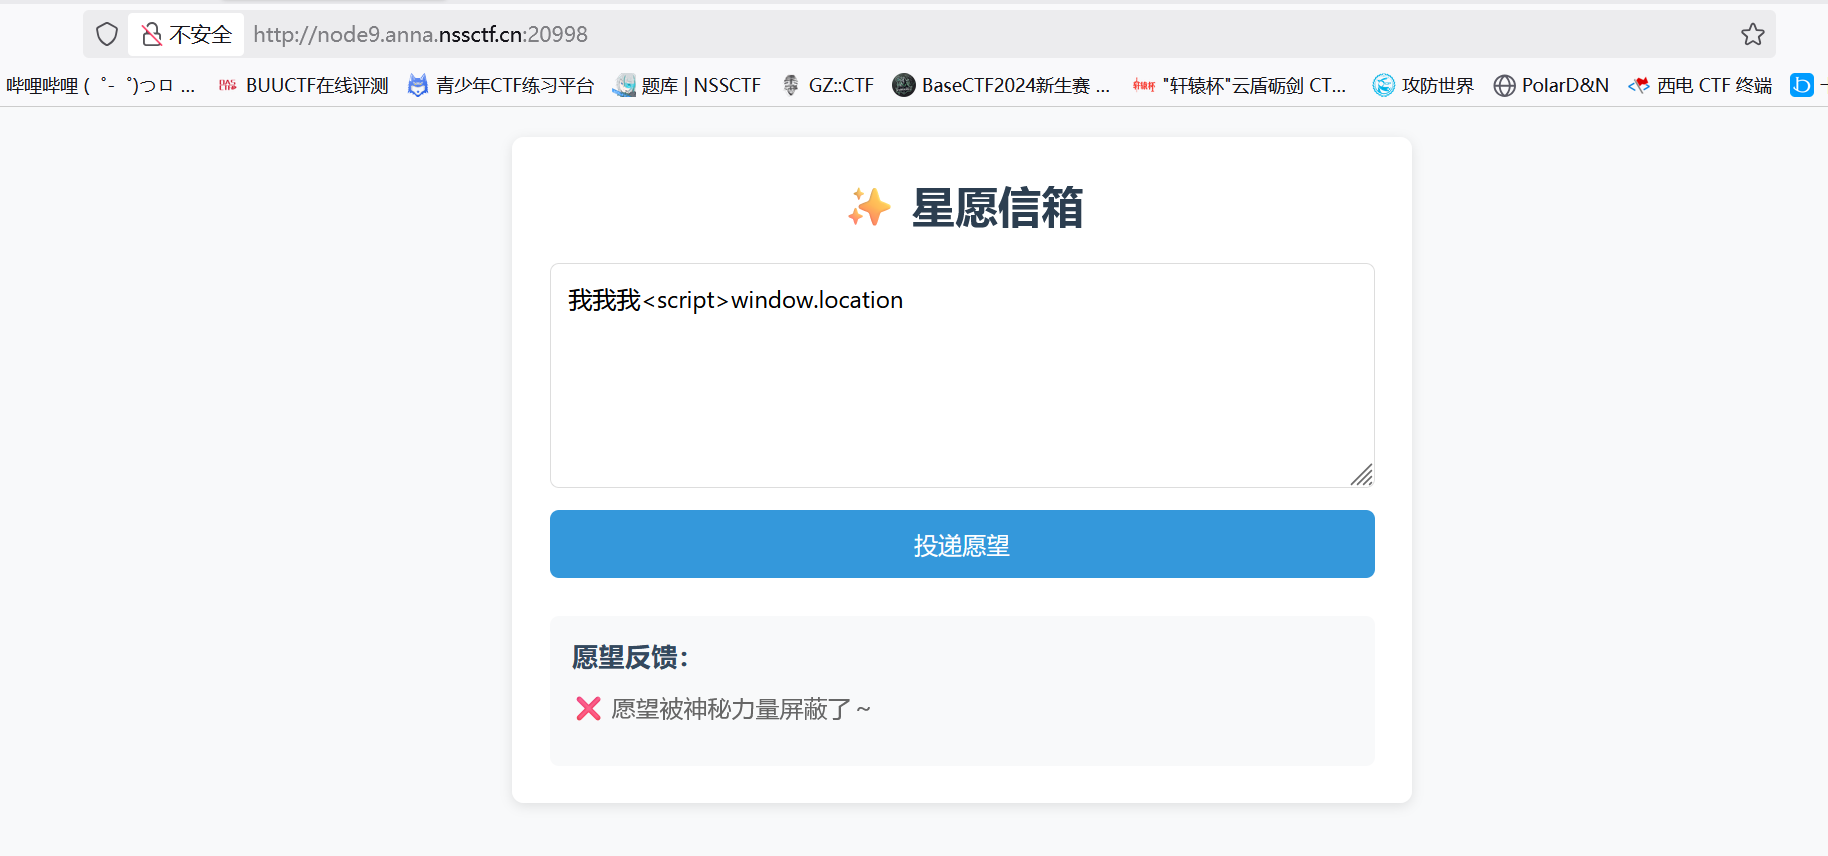 不安全 http://node9.anna.nssctf.cn:20998
哔哩哔哩 ( ゜- ゜)つロ ... BUUCTF在线评测 青少年CTF练习平台 题库 | NSSCTF GZ::CTF BaseCTF2024新生赛 ... "轩辕杯"云盾砺剑 CT... 攻防世界 PolarD&N 西电 CTF 终端
✨ 星愿信箱
我我我<script>window.location
投递愿望
愿望反馈：
❌ 愿望被神秘力量屏蔽了～